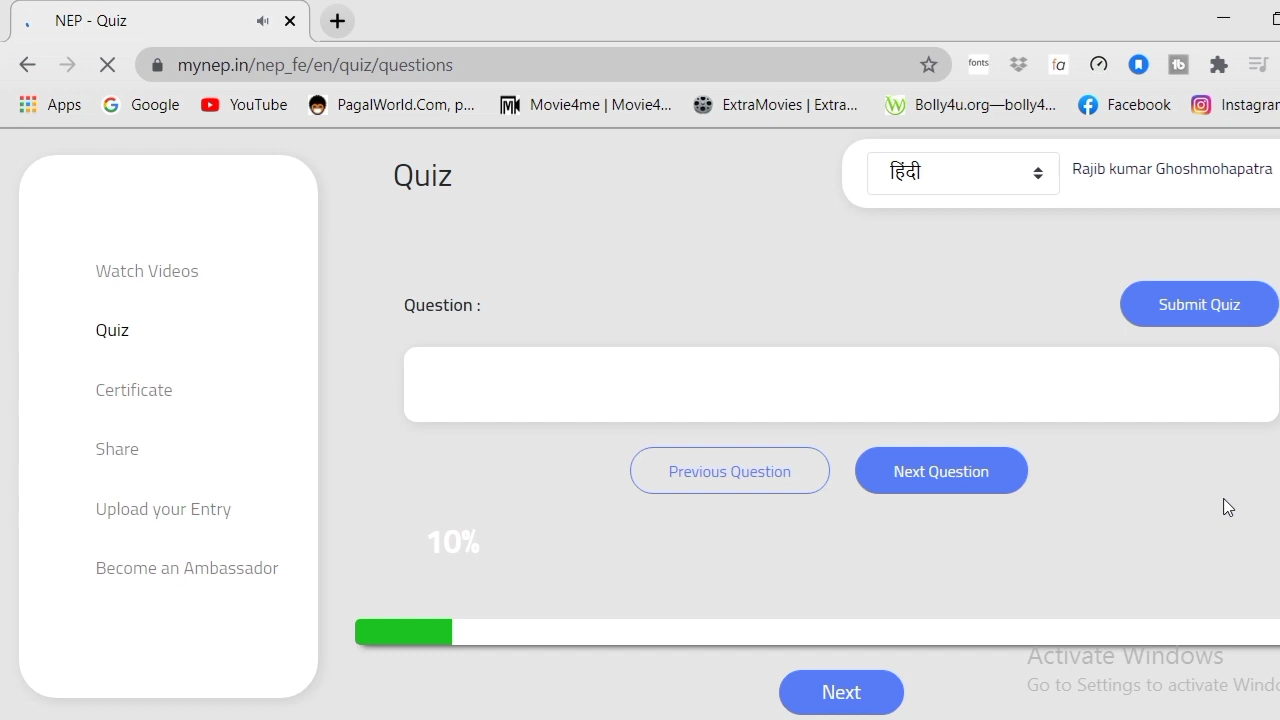 NEP - Quiz
mynep.in/nep_fe/en/quiz/questions
fonts
fa
tb
Apps
Google
YouTube
PagalWorld.Com, p...
Movie4me | Movie4...
ExtraMovies | Extra...
Bolly4u.org—bolly4...
Facebook
Instagram
Quiz
हिंदी
Rajib kumar Ghoshmohapatra
Watch Videos
Quiz
Certificate
Share
Upload your Entry
Become an Ambassador
Question :
Submit Quiz
Previous Question
Next Question
10%
Next
Activate Windows
Go to Settings to activate Windo